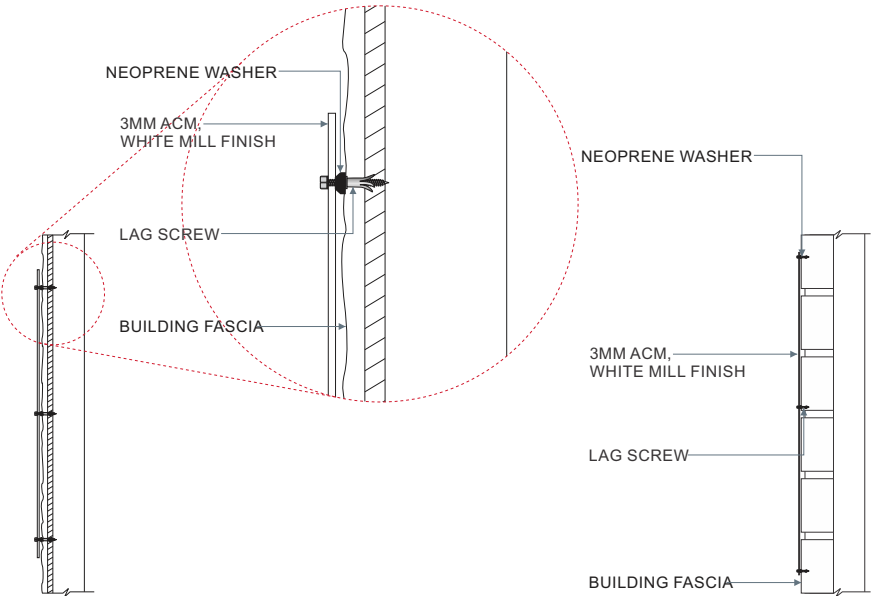 NEOPRENE WASHER
3MM ACM,
WHITE MILL FINISH
LAG SCREW
BUILDING FASCIA
NEOPRENE WASHER
3MM ACM,
WHITE MILL FINISH
LAG SCREW
BUILDING FASCIA